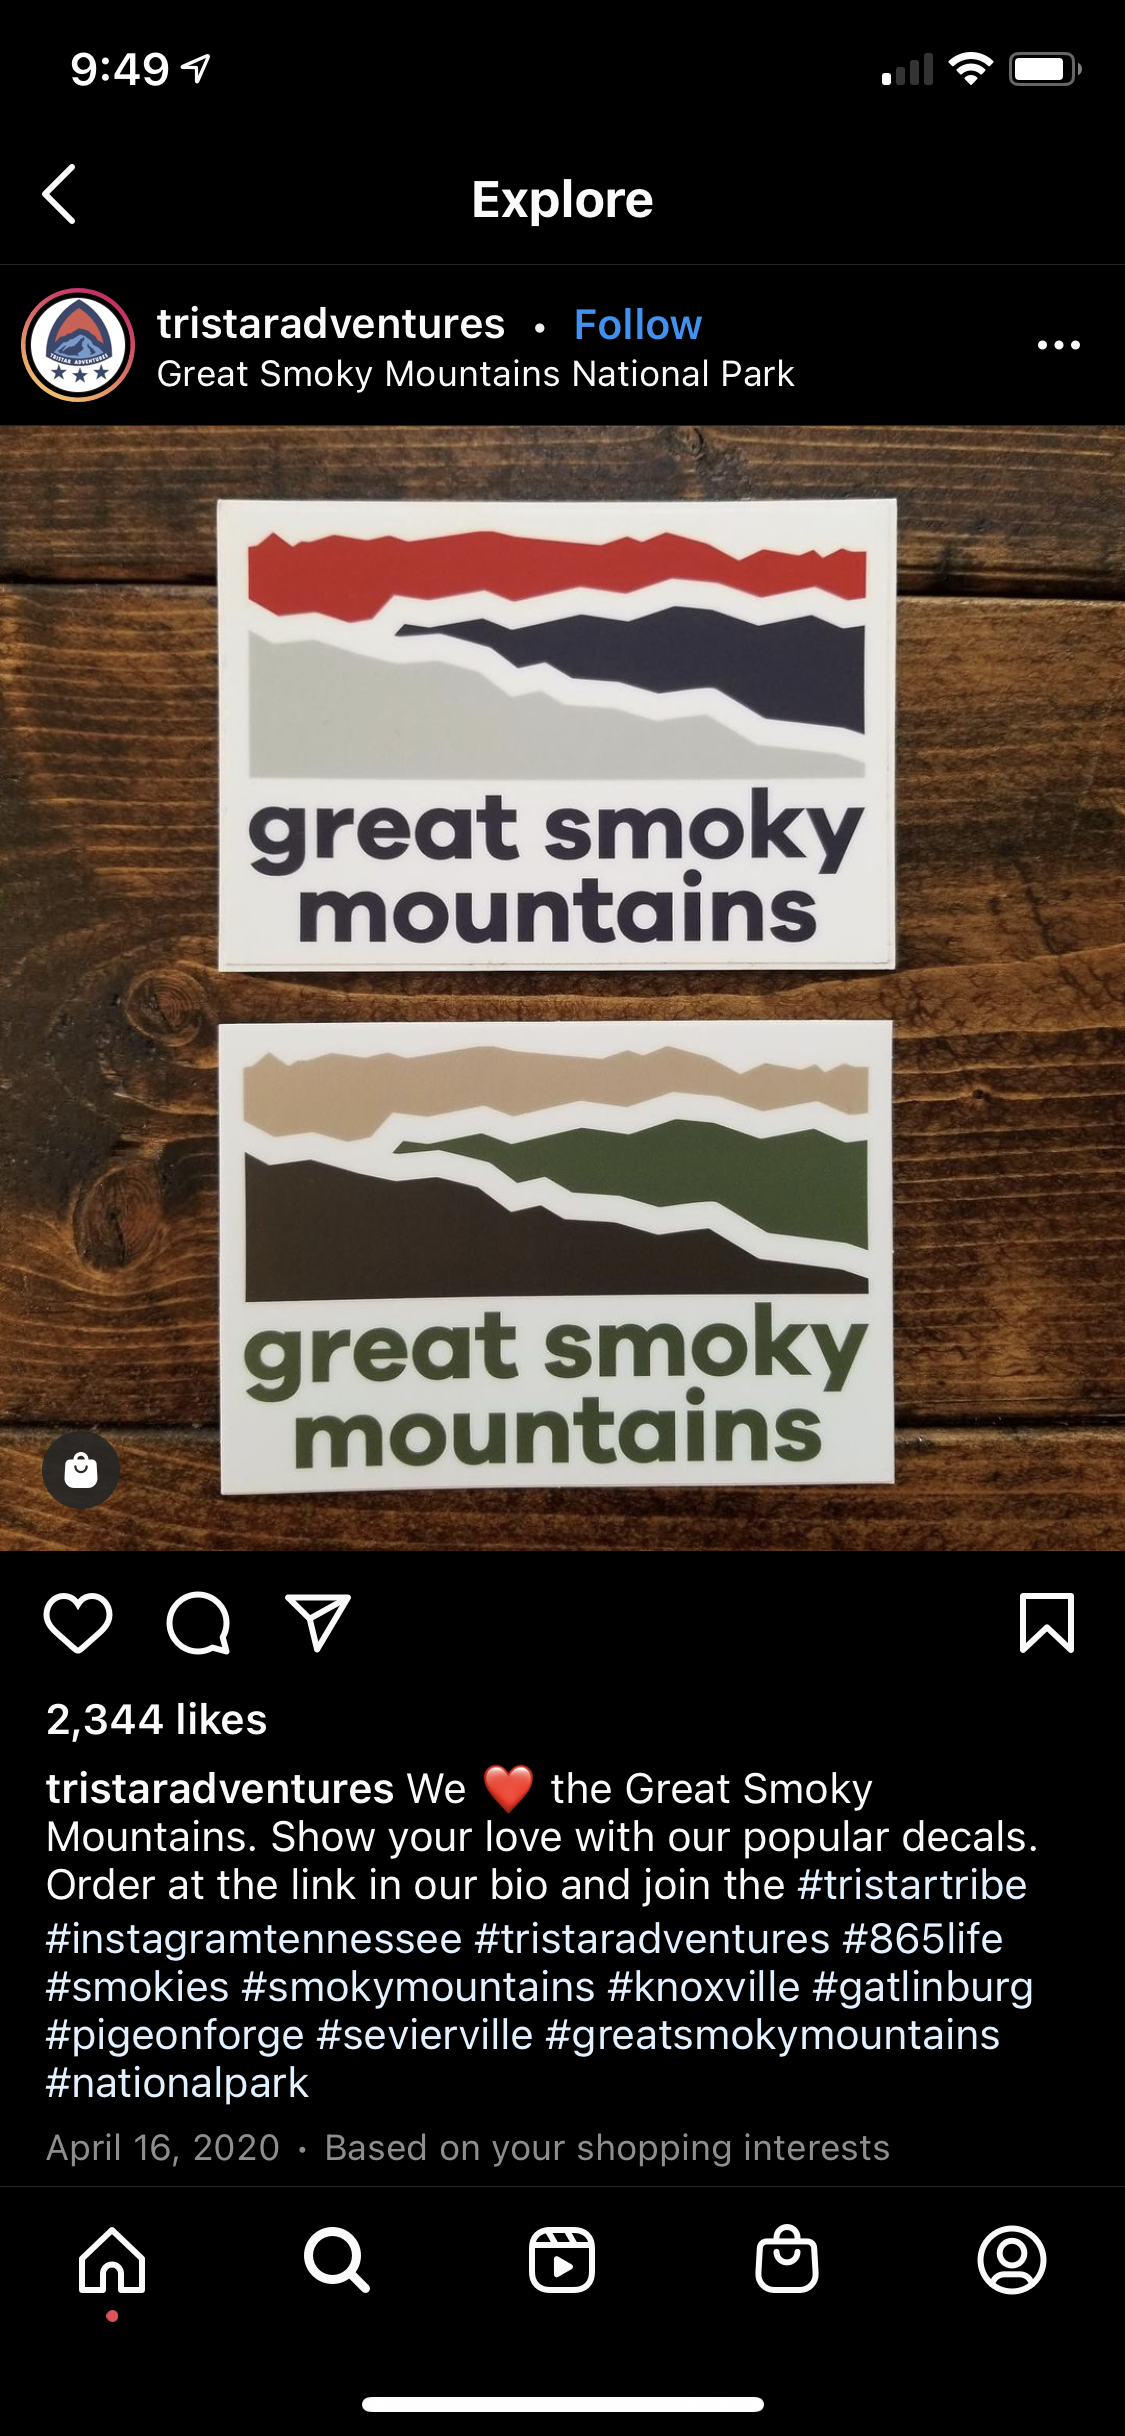 9:49
Explore
tristaradventures • Follow
Great Smoky Mountains National Park
TRISTAR ADVENTURES
great smoky
mountains
great smoky
mountains
2,344 likes
tristaradventures We ❤️ the Great Smoky
Mountains. Show your love with our popular decals.
Order at the link in our bio and join the #tristartribe
#instagramtennessee #tristaradventures #865life
#smokies #smokymountains #knoxville #gatlinburg
#pigeonforge #sevierville #greatsmokymountains
#nationalpark
April 16, 2020 • Based on your shopping interests